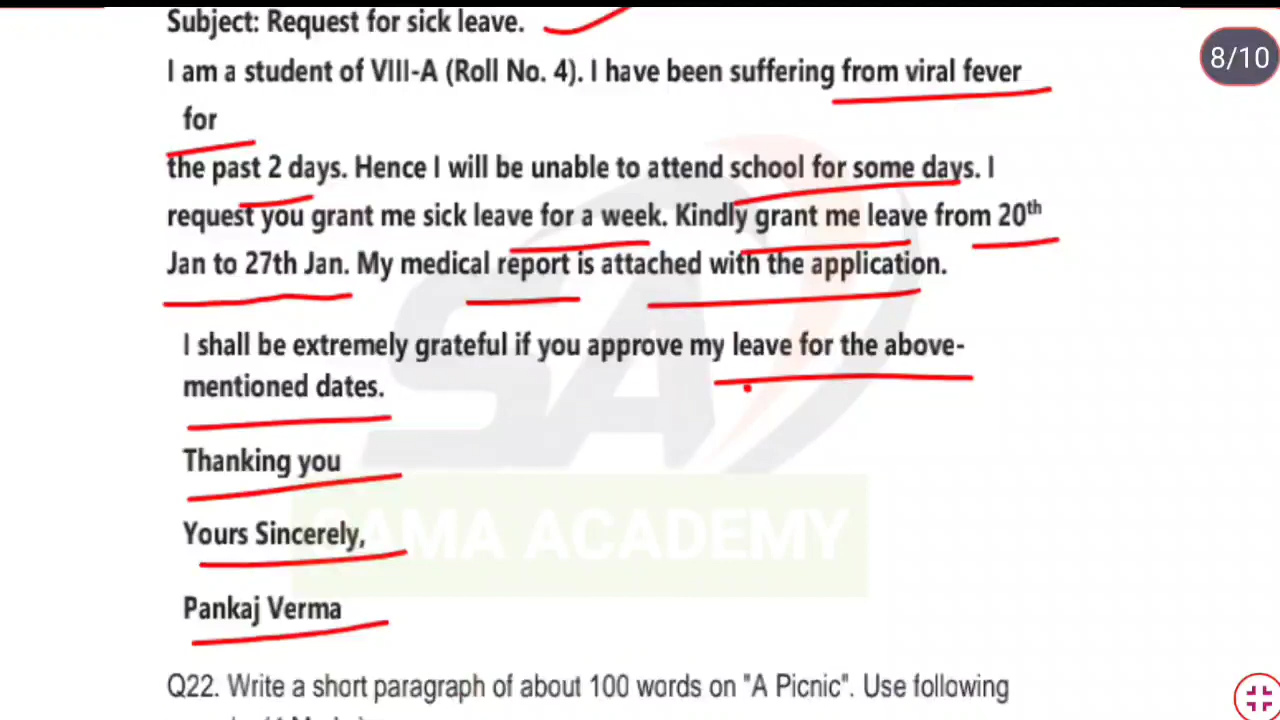 Subject: Request for sick leave.
8/10
I am a student of VIII-A (Roll No. 4). I have been suffering from viral fever
for
the past 2 days. Hence I will be unable to attend school for some days. I
request you grant me sick leave for a week. Kindly grant me leave from 20th
Jan to 27th Jan. My medical report is attached with the application.
I shall be extremely grateful if you approve my leave for the above-
mentioned dates.
Thanking you
Yours Sincerely,
SAMA ACADEMY
Pankaj Verma
Q22. Write a short paragraph of about 100 words on "A Picnic". Use following